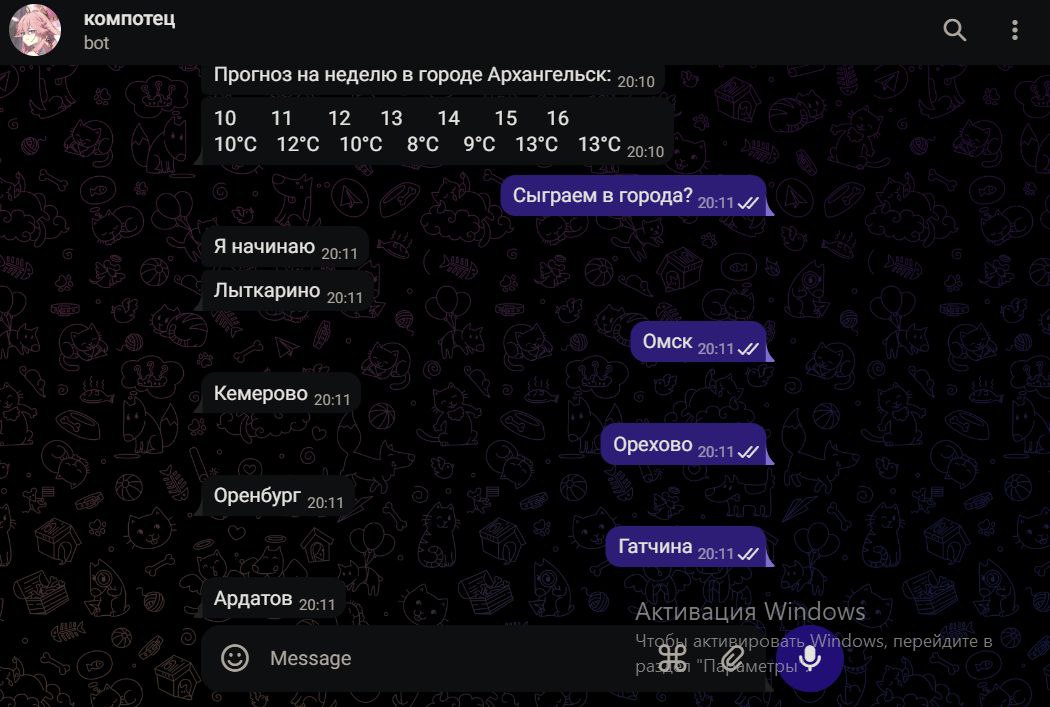 компотец
bot
Прогноз на неделю в городе Архангельск: 20:10
10 11 12 13 14 15 16
10°C 12°C 10°C 8°C 9°C 13°C 13°C 20:10
Сыграем в города? 20:11
Я начинаю 20:11
Лыткарино 20:11
Омск 20:11
Кемерово 20:11
Орехово 20:11
Оренбург 20:11
Гатчина 20:11
Ардатов 20:11
Message
Активация Windows
Чтобы активировать Windows, перейдите в
раздел "Параметры